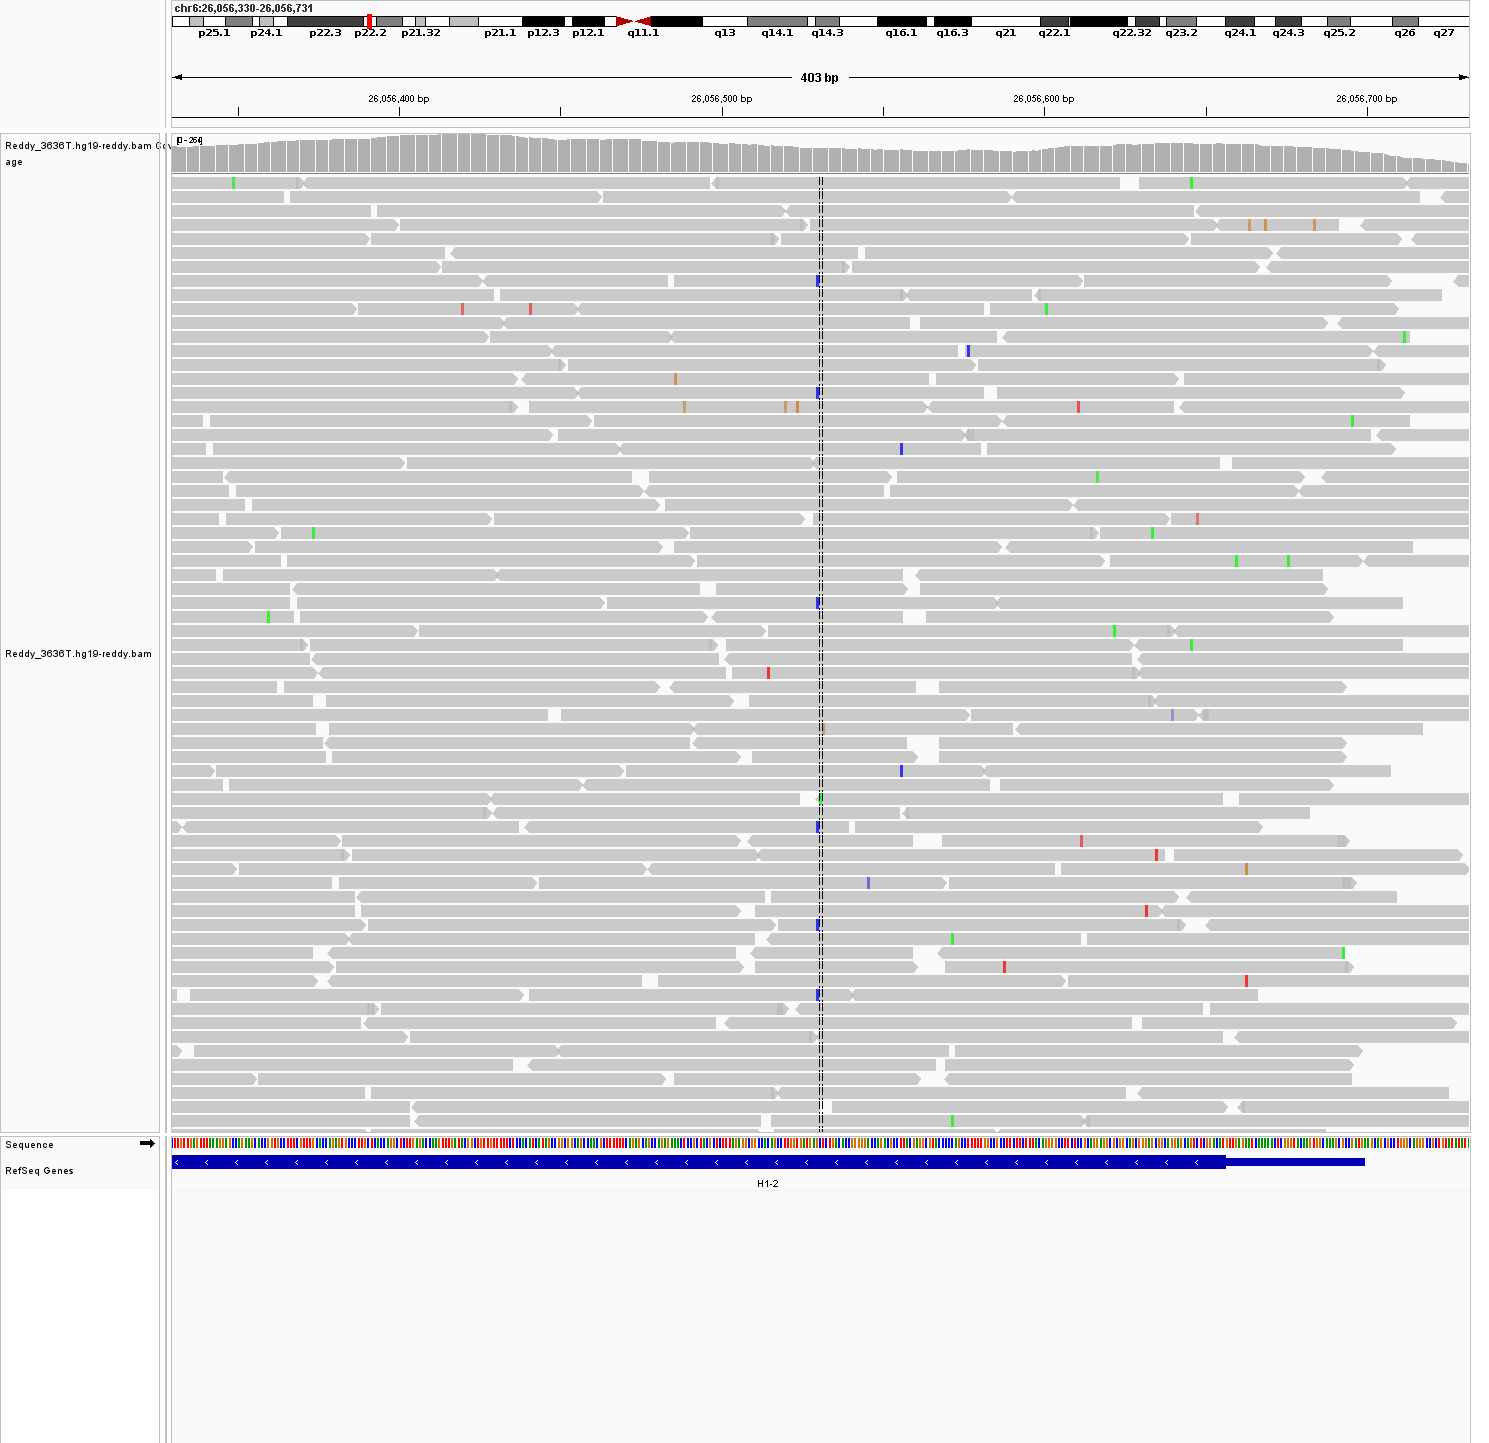 chr6:26,056,330-26,056,731
p25.1 p24.1 p22.3 p22.2 p21.32 p21.1 p12.3 p12.1 q11.1 q13 q14.1 q14.3 q16.1 q16.3 q21 q22.1 q22.32 q23.2 q24.1 q24.3 q25.2 q26 q27
403 bp
26,056,400 bp 26,056,500 bp 26,056,600 bp 26,056,700 bp
[0-264]
Reddy_3636T.hg19-reddy.bam Cov
age
Reddy_3636T.hg19-reddy.bam
Sequence
RefSeq Genes
H1-2